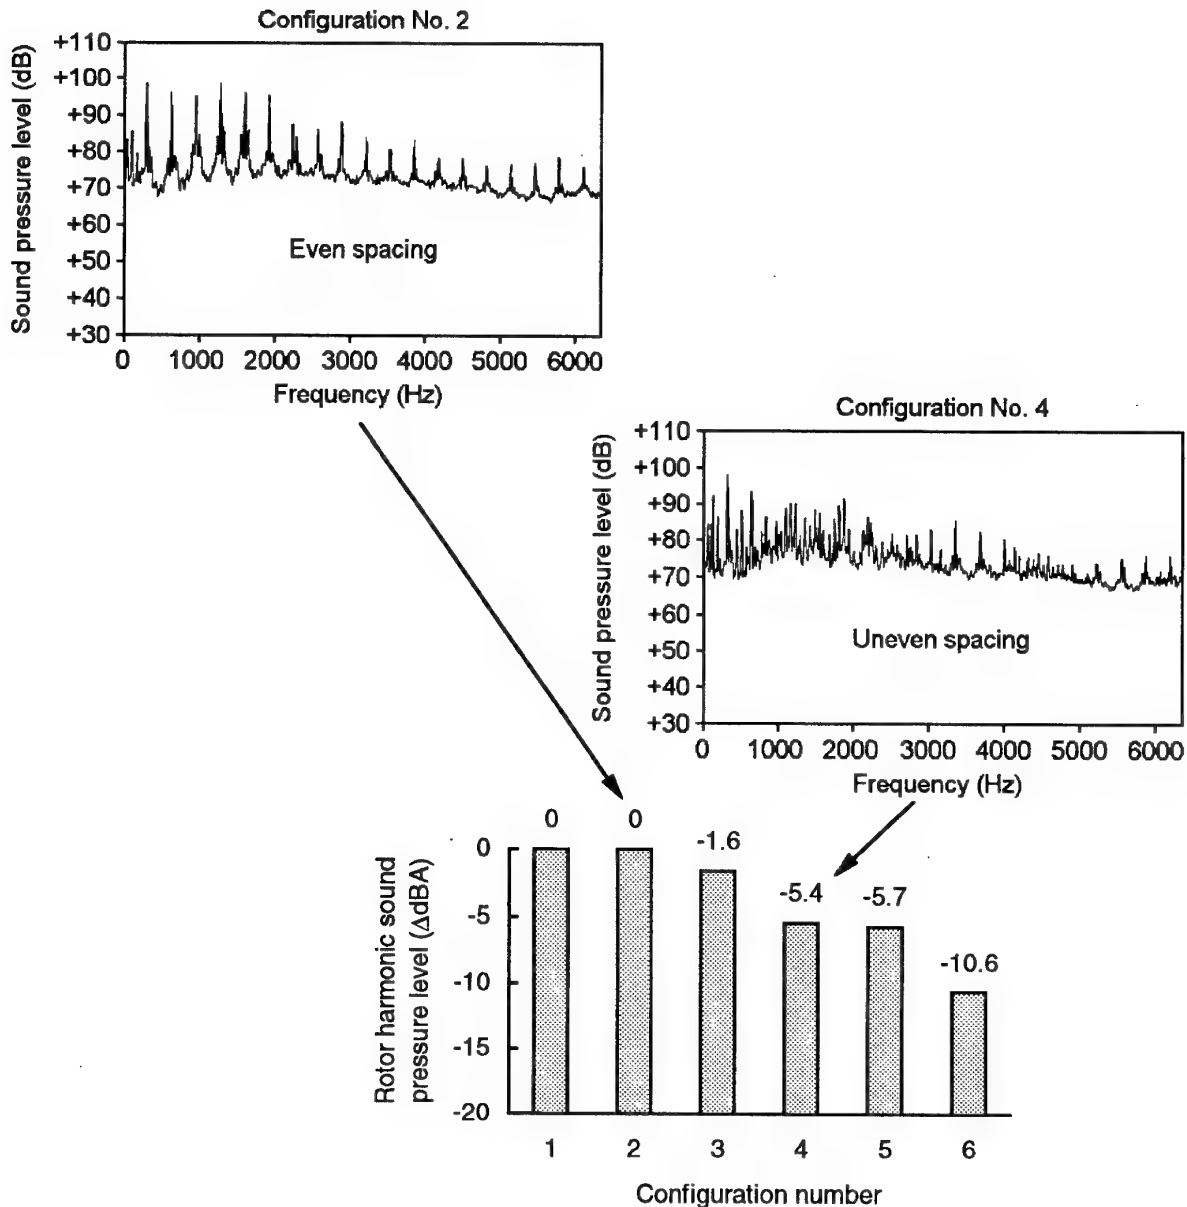 Configuration No. 2
Sound pressure level (dB)
+110
+100
+90
+80
+70
+60
+50
+40
+30
Even spacing
0 1000 2000 3000 4000 5000 6000
Frequency (Hz)
Configuration No. 4
Sound pressure level (dB)
+110
+100
+90
+80
+70
+60
+50
+40
+30
Uneven spacing
0 1000 2000 3000 4000 5000 6000
Frequency (Hz)
Rotor harmonic sound
pressure level (ΔdBA)
0
-5
-10
-15
-20
0 0 -1.6 -5.4 -5.7 -10.6
1 2 3 4 5 6
Configuration number